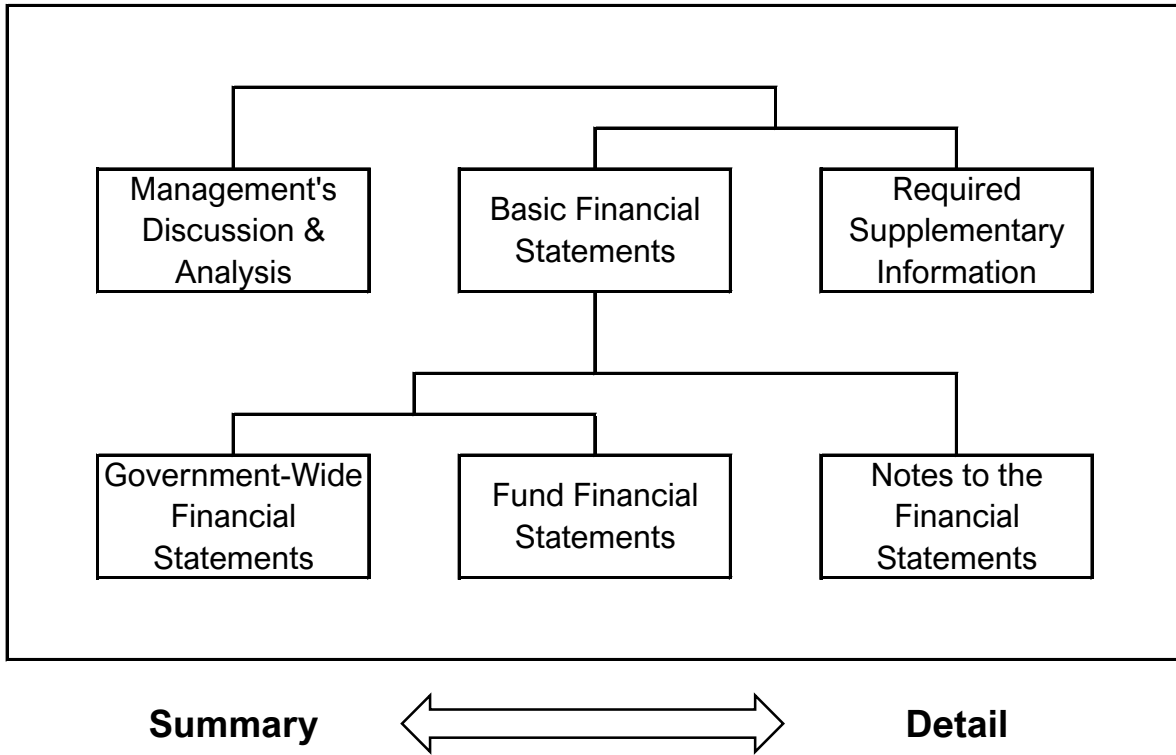 Management's
Discussion &
Analysis
Basic Financial
Statements
Required
Supplementary
Information
Government-Wide
Financial
Statements
Fund Financial
Statements
Notes to the
Financial
Statements
Summary
Detail